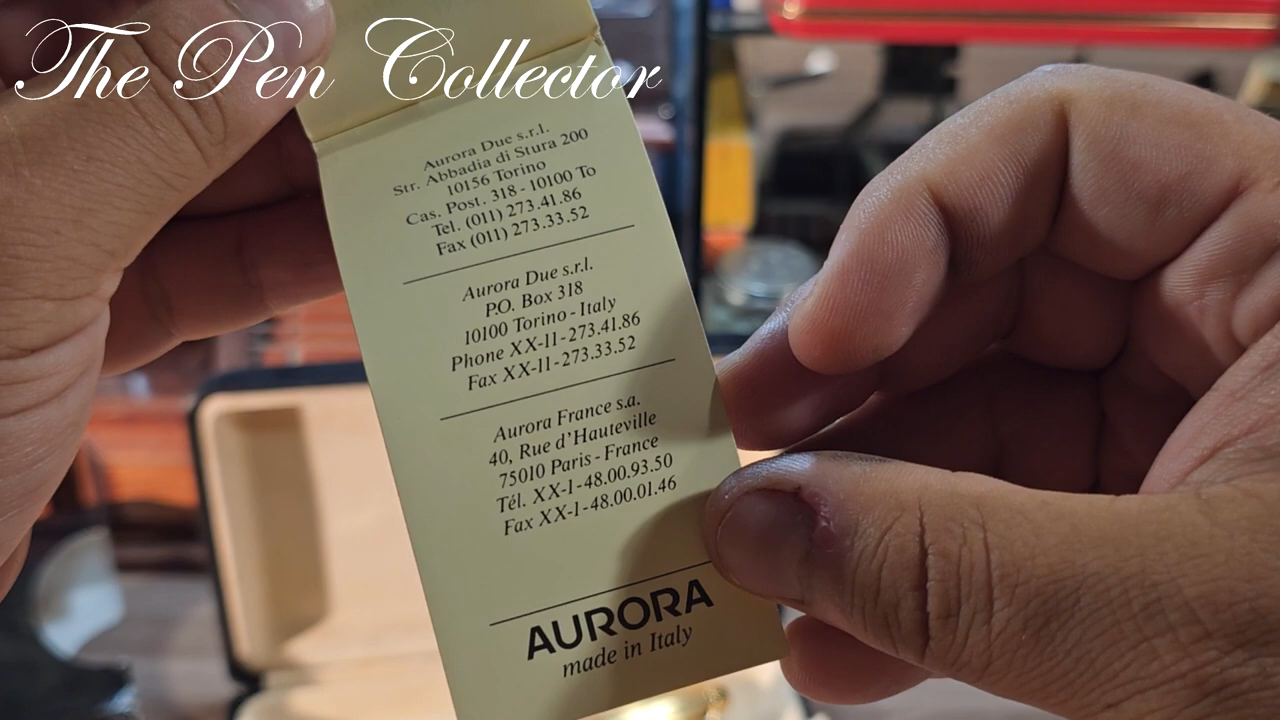 The Pen Collector
Aurora Due s.r.l.
Str. Abbadia di Stura 200
10156 Torino
Cas. Post. 318 - 10100 To
Tel. (011) 273.41.86
Fax (011) 273.33.52
Aurora Due s.r.l.
P.O. Box 318
10100 Torino - Italy
Phone XX-11-273.41.86
Fax XX-11-273.33.52
Aurora France s.a.
40, Rue d'Hauteville
75010 Paris - France
Tél. XX-1-48.00.93.50
Fax XX-1-48.00.01.46
AURORA
made in Italy